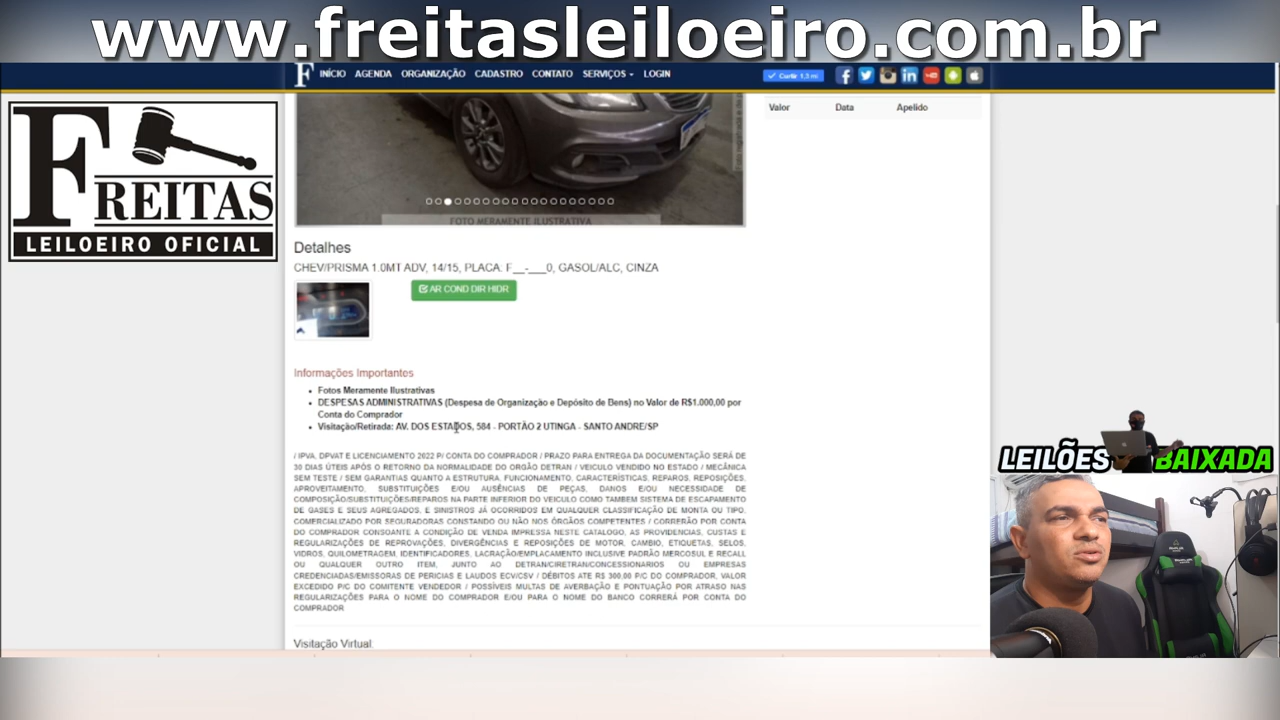 www.freitasleiloeiro.com.br
F INÍCIO AGENDA ORGANIZAÇÃO CADASTRO CONTATO SERVIÇOS LOGIN
Curtir 1,3 mi
Valor Data Apelido
FREITAS
LEILOEIRO OFICIAL
FOTO MERAMENTE ILUSTRATIVA
Detalhes
CHEV/PRISMA 1.0MT ADV, 14/15, PLACA: F__-___0, GASOL/ALC, CINZA
AR COND DIR HIDR
Informações Importantes
Fotos Meramente Ilustrativas
DESPESAS ADMINISTRATIVAS (Despesa de Organização e Depósito de Bens) no Valor de R$1.000,00 por
Conta do Comprador
Visitação/Retirada: AV. DOS ESTADOS, 584 - PORTÃO 2 UTINGA - SANTO ANDRE/SP
/ IPVA, DPVAT E LICENCIAMENTO 2022 P/ CONTA DO COMPRADOR / PRAZO PARA ENTREGA DA DOCUMENTAÇÃO SERÁ DE
30 DIAS ÚTEIS APÓS O RETORNO DA NORMALIDADE DO ORGÃO DETRAN / VEICULO VENDIDO NO ESTADO / MECÂNICA
SEM TESTE / SEM GARANTIAS QUANTO A ESTRUTURA, FUNCIONAMENTO, CARACTERÍSTICAS, REPAROS, REPOSIÇÕES,
APROVEITAMENTO, SUBSTITUIÇÕES E/OU AUSÊNCIAS DE PEÇAS, DANOS E/OU NECESSIDADE DE
COMPOSIÇÃO/SUBSTITUIÇÕES/REPAROS NA PARTE INFERIOR DO VEICULO COMO TAMBEM SISTEMA DE ESCAPAMENTO
DE GASES E SEUS AGREGADOS, E SINISTROS JÁ OCORRIDOS EM QUALQUER CLASSIFICAÇÃO DE MONTA OU TIPO,
COMERCIALIZADO POR SEGURADORAS CONSTANDO OU NÃO NOS ÓRGÃOS COMPETENTES / CORRERÃO POR CONTA
DO COMPRADOR CONSOANTE A CONDIÇÃO DE VENDA IMPRESSA NESTE CATALOGO, AS PROVIDENCIAS, CUSTAS E
REGULARIZAÇÕES DE REPROVAÇÕES, DIVERGÊNCIAS E REPOSIÇÕES DE MOTOR, CAMBIO, ETIQUETAS, SELOS,
VIDROS, QUILOMETRAGEM, IDENTIFICADORES, LACRAÇÃO/EMPLACAMENTO INCLUSIVE PADRÃO MERCOSUL E RECALL
OU QUALQUER OUTRO ITEM, JUNTO AO DETRAN/CIRETRAN/CONCESSIONARIOS OU EMPRESAS
CREDENCIADAS/EMISSORAS DE PERICIAS E LAUDOS ECV/CSV / DÉBITOS ATE R$ 300,00 P/C DO COMPRADOR, VALOR
EXCEDIDO P/C DO COMITENTE VENDEDOR / POSSÍVEIS MULTAS DE AVERBAÇÃO E PONTUAÇÃO POR ATRASO NAS
REGULARIZAÇÕES PARA O NOME DO COMPRADOR E/OU PARA O NOME DO BANCO CORRERÁ POR CONTA DO
COMPRADOR
Visitação Virtual.
LEILÕES BAIXADA